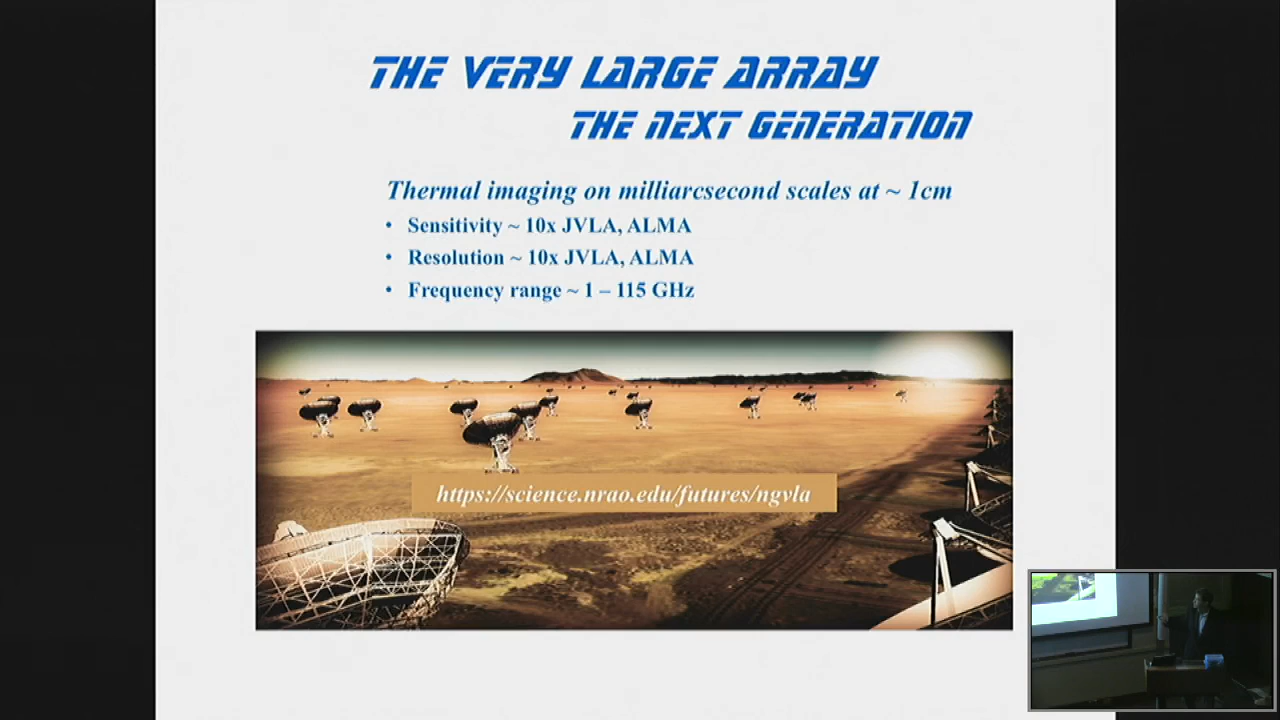 THE VERY LARGE ARRAY
THE NEXT GENERATION
Thermal imaging on milliarcsecond scales at ~ 1cm
• Sensitivity ~ 10x JVLA, ALMA
• Resolution ~ 10x JVLA, ALMA
• Frequency range ~ 1 – 115 GHz
https://science.nrao.edu/futures/ngvla